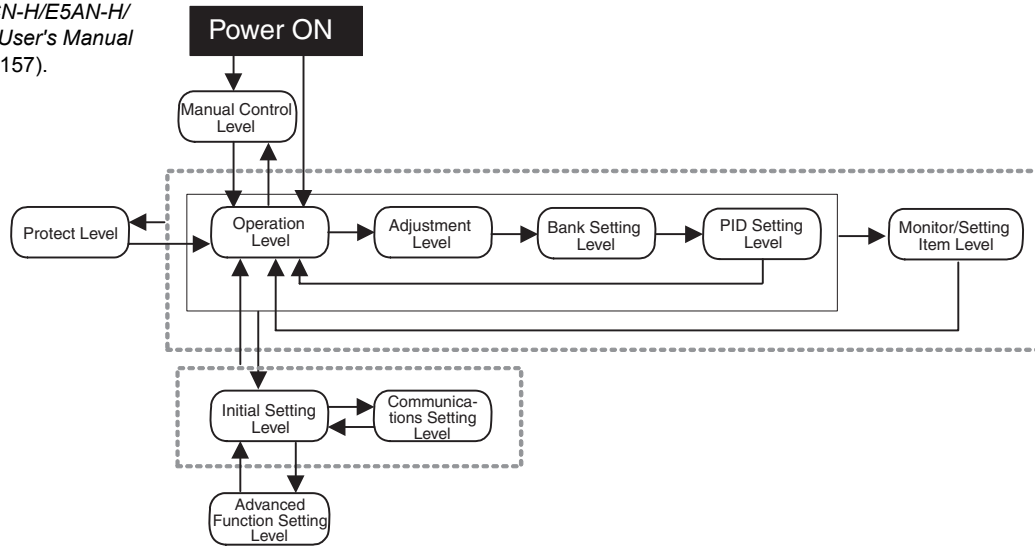 N-H/E5AN-H/
User's Manual
157).
Power ON
Manual Control
Level
Protect Level
Operation
Level
Adjustment
Level
Bank Setting
Level
PID Setting
Level
Monitor/Setting
Item Level
Initial Setting
Level
Communica-
tions Setting
Level
Advanced
Function Setting
Level